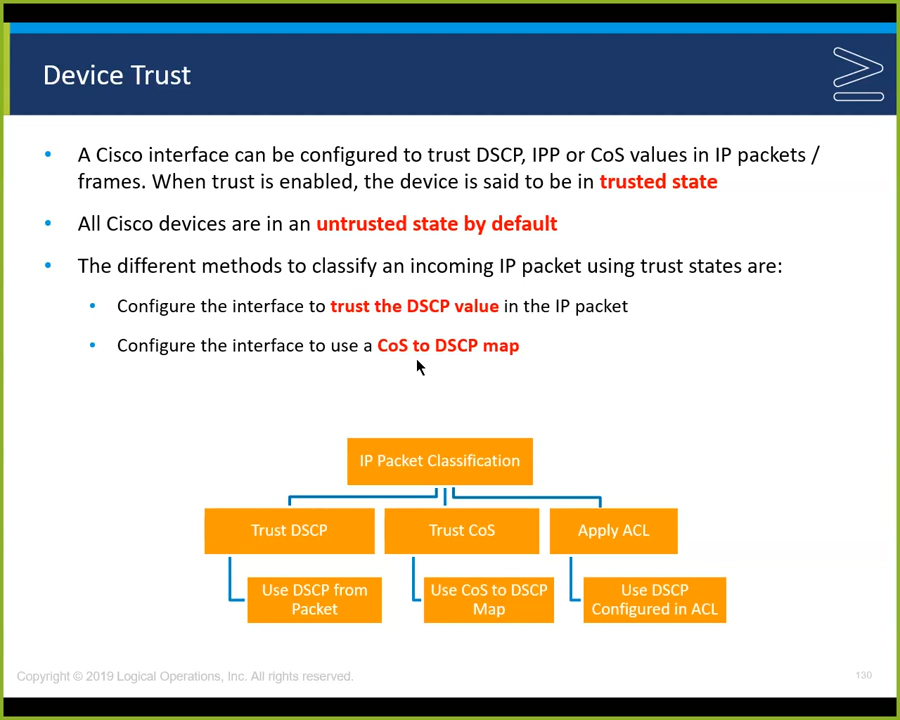 Device Trust
A Cisco interface can be configured to trust DSCP, IPP or CoS values in IP packets /
frames. When trust is enabled, the device is said to be in trusted state
All Cisco devices are in an untrusted state by default
The different methods to classify an incoming IP packet using trust states are:
Configure the interface to trust the DSCP value in the IP packet
Configure the interface to use a CoS to DSCP map
IP Packet Classification
Trust DSCP
Trust CoS
Apply ACL
Use DSCP from
Packet
Use CoS to DSCP
Map
Use DSCP
Configured in ACL
Copyright © 2019 Logical Operations, Inc. All rights reserved.
130